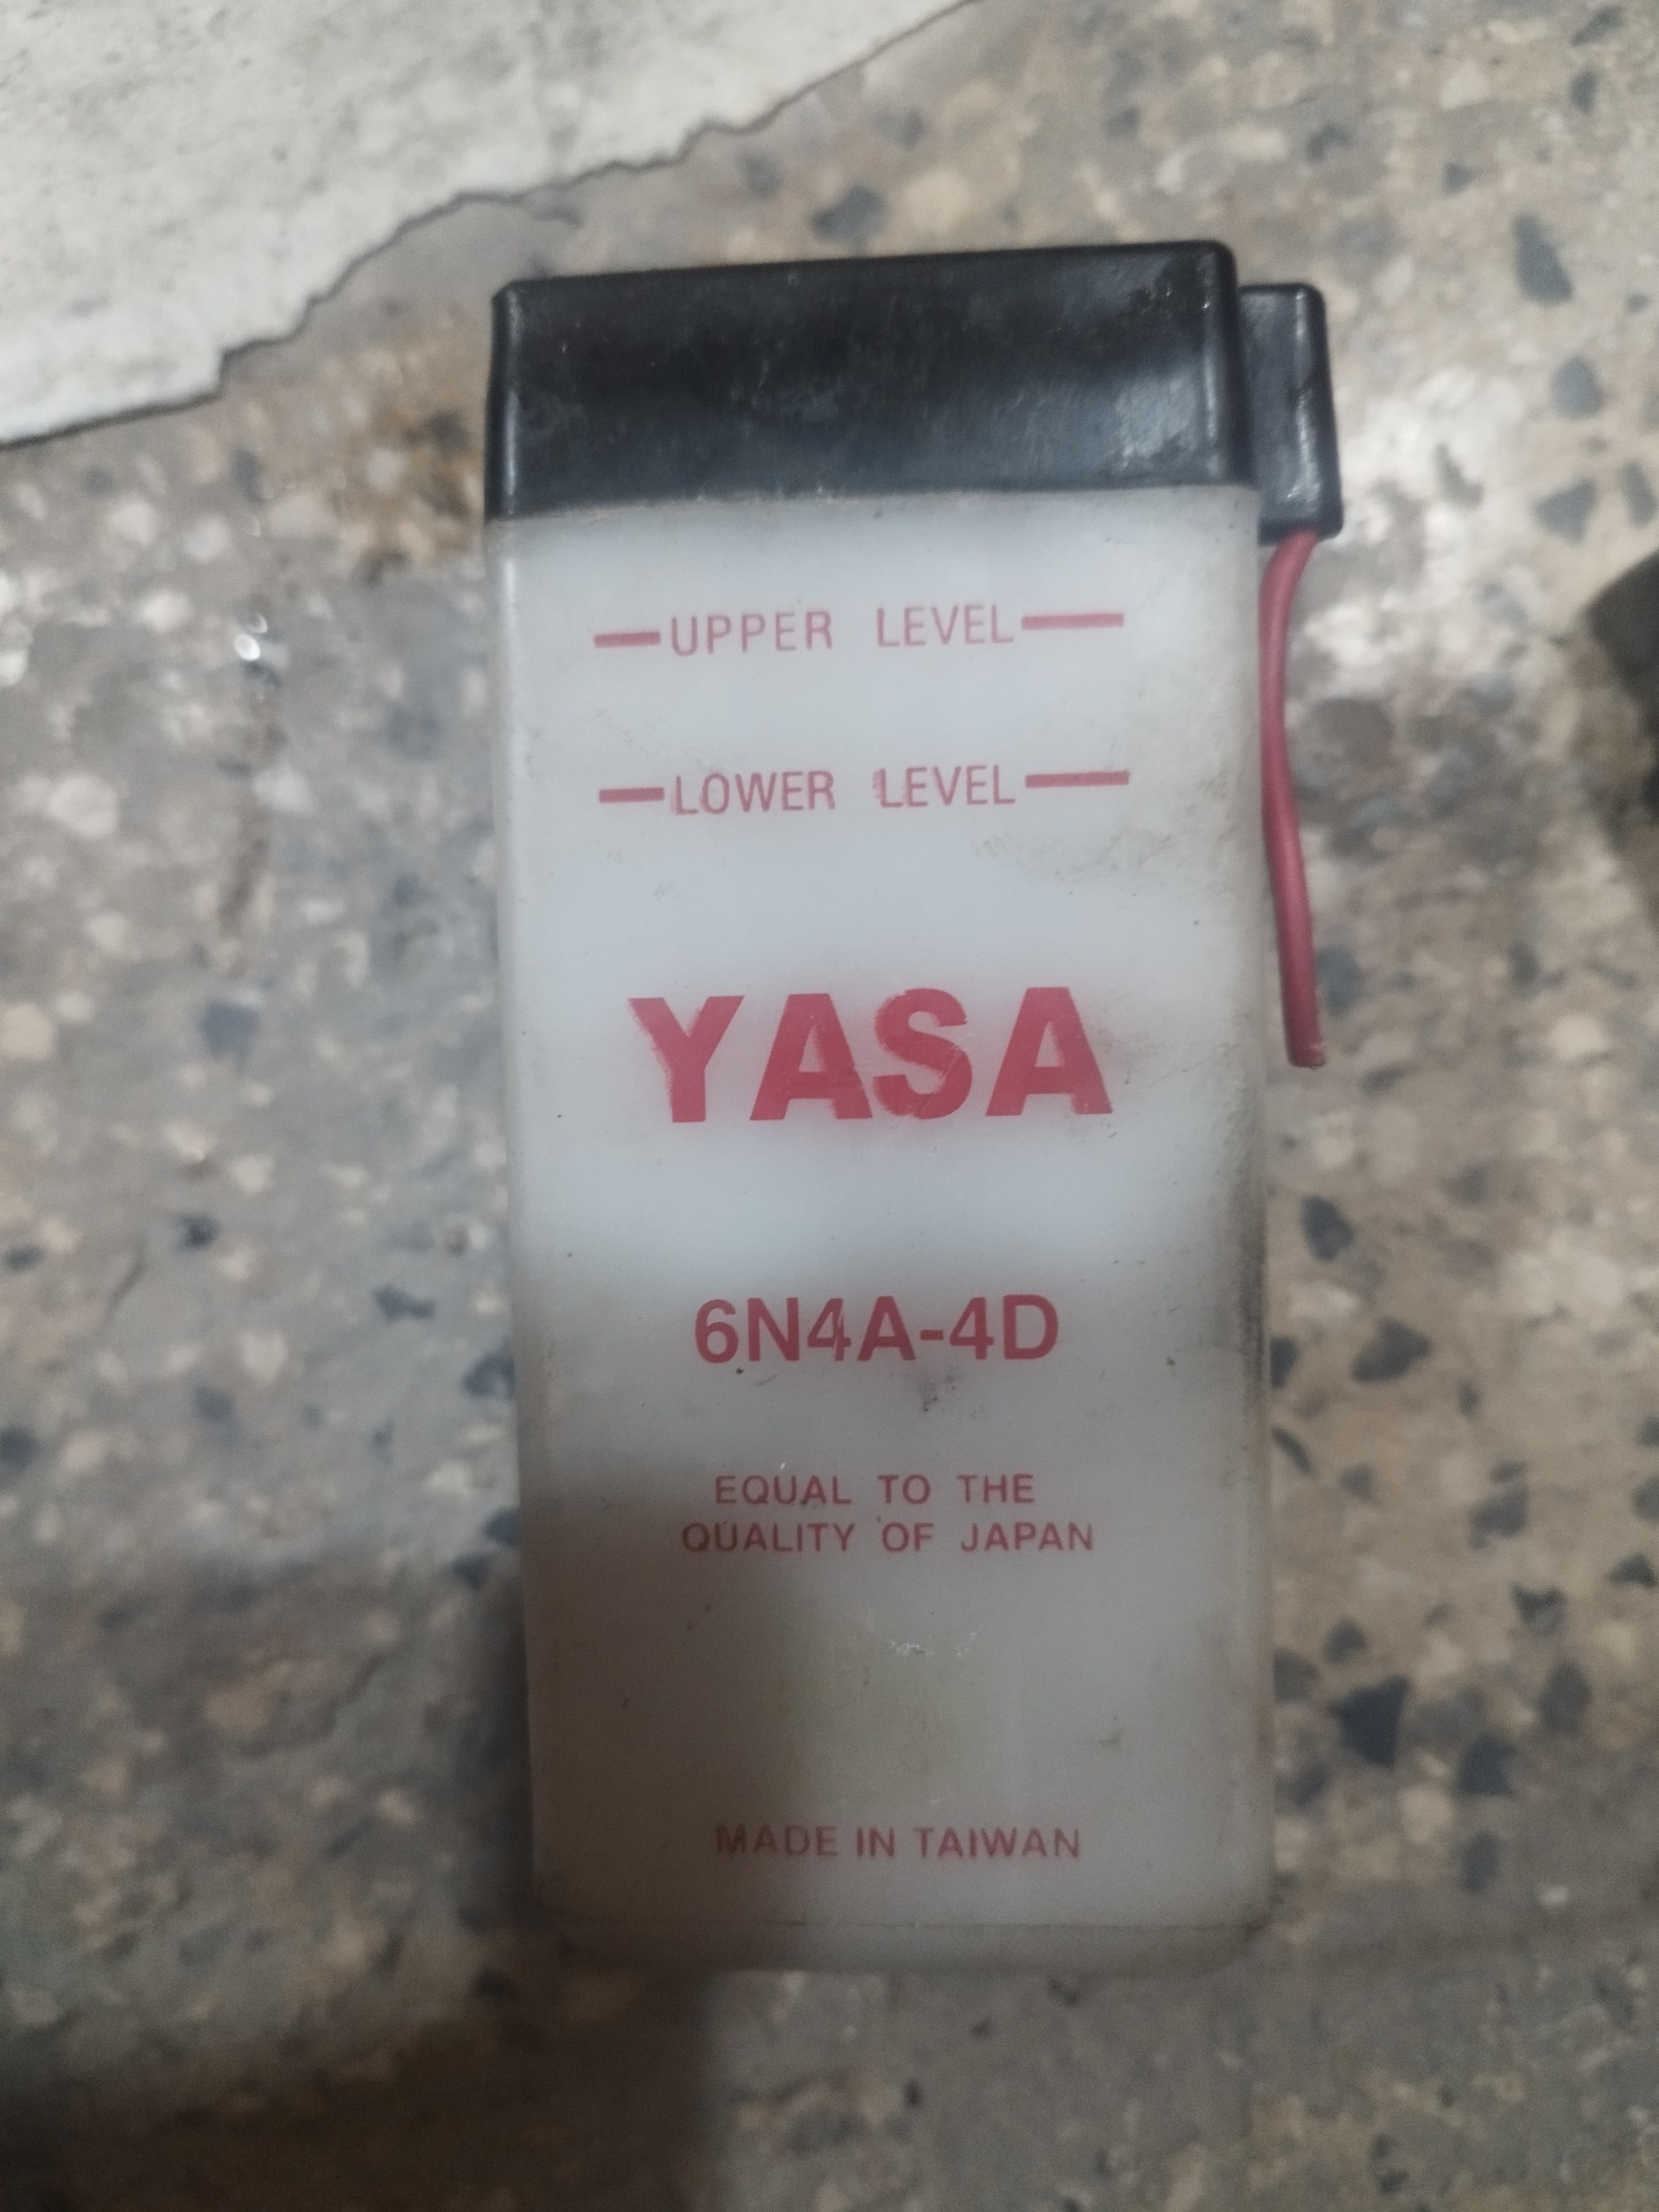 UPPER LEVEL
LOWER LEVEL
YASA
6N4A-4D
EQUAL TO THE
QUALITY OF JAPAN
MADE IN TAIWAN